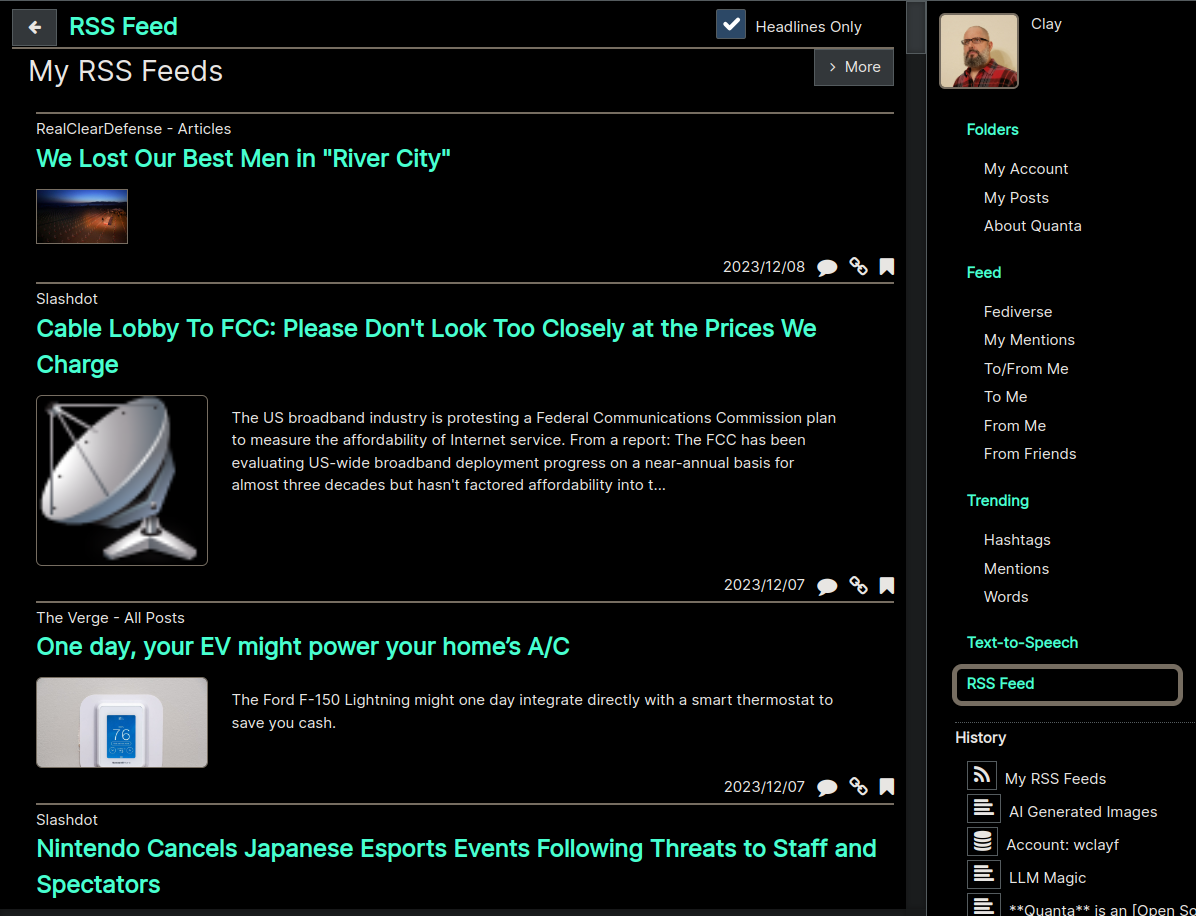 RSS Feed
Headlines Only
My RSS Feeds
More
RealClearDefense - Articles
We Lost Our Best Men in "River City"
2023/12/08
Slashdot
Cable Lobby To FCC: Please Don't Look Too Closely at the Prices We
Charge
The US broadband industry is protesting a Federal Communications Commission plan
to measure the affordability of Internet service. From a report: The FCC has been
evaluating US-wide broadband deployment progress on a near-annual basis for
almost three decades but hasn't factored affordability into t...
2023/12/07
The Verge - All Posts
One day, your EV might power your home’s A/C
76
The Ford F-150 Lightning might one day integrate directly with a smart thermostat to
save you cash.
2023/12/07
Slashdot
Nintendo Cancels Japanese Esports Events Following Threats to Staff and
Spectators
Clay
Folders
My Account
My Posts
About Quanta
Feed
Fediverse
My Mentions
To/From Me
To Me
From Me
From Friends
Trending
Hashtags
Mentions
Words
Text-to-Speech
RSS Feed
History
My RSS Feeds
AI Generated Images
Account: wclayf
LLM Magic
**Quanta** is an [Open So